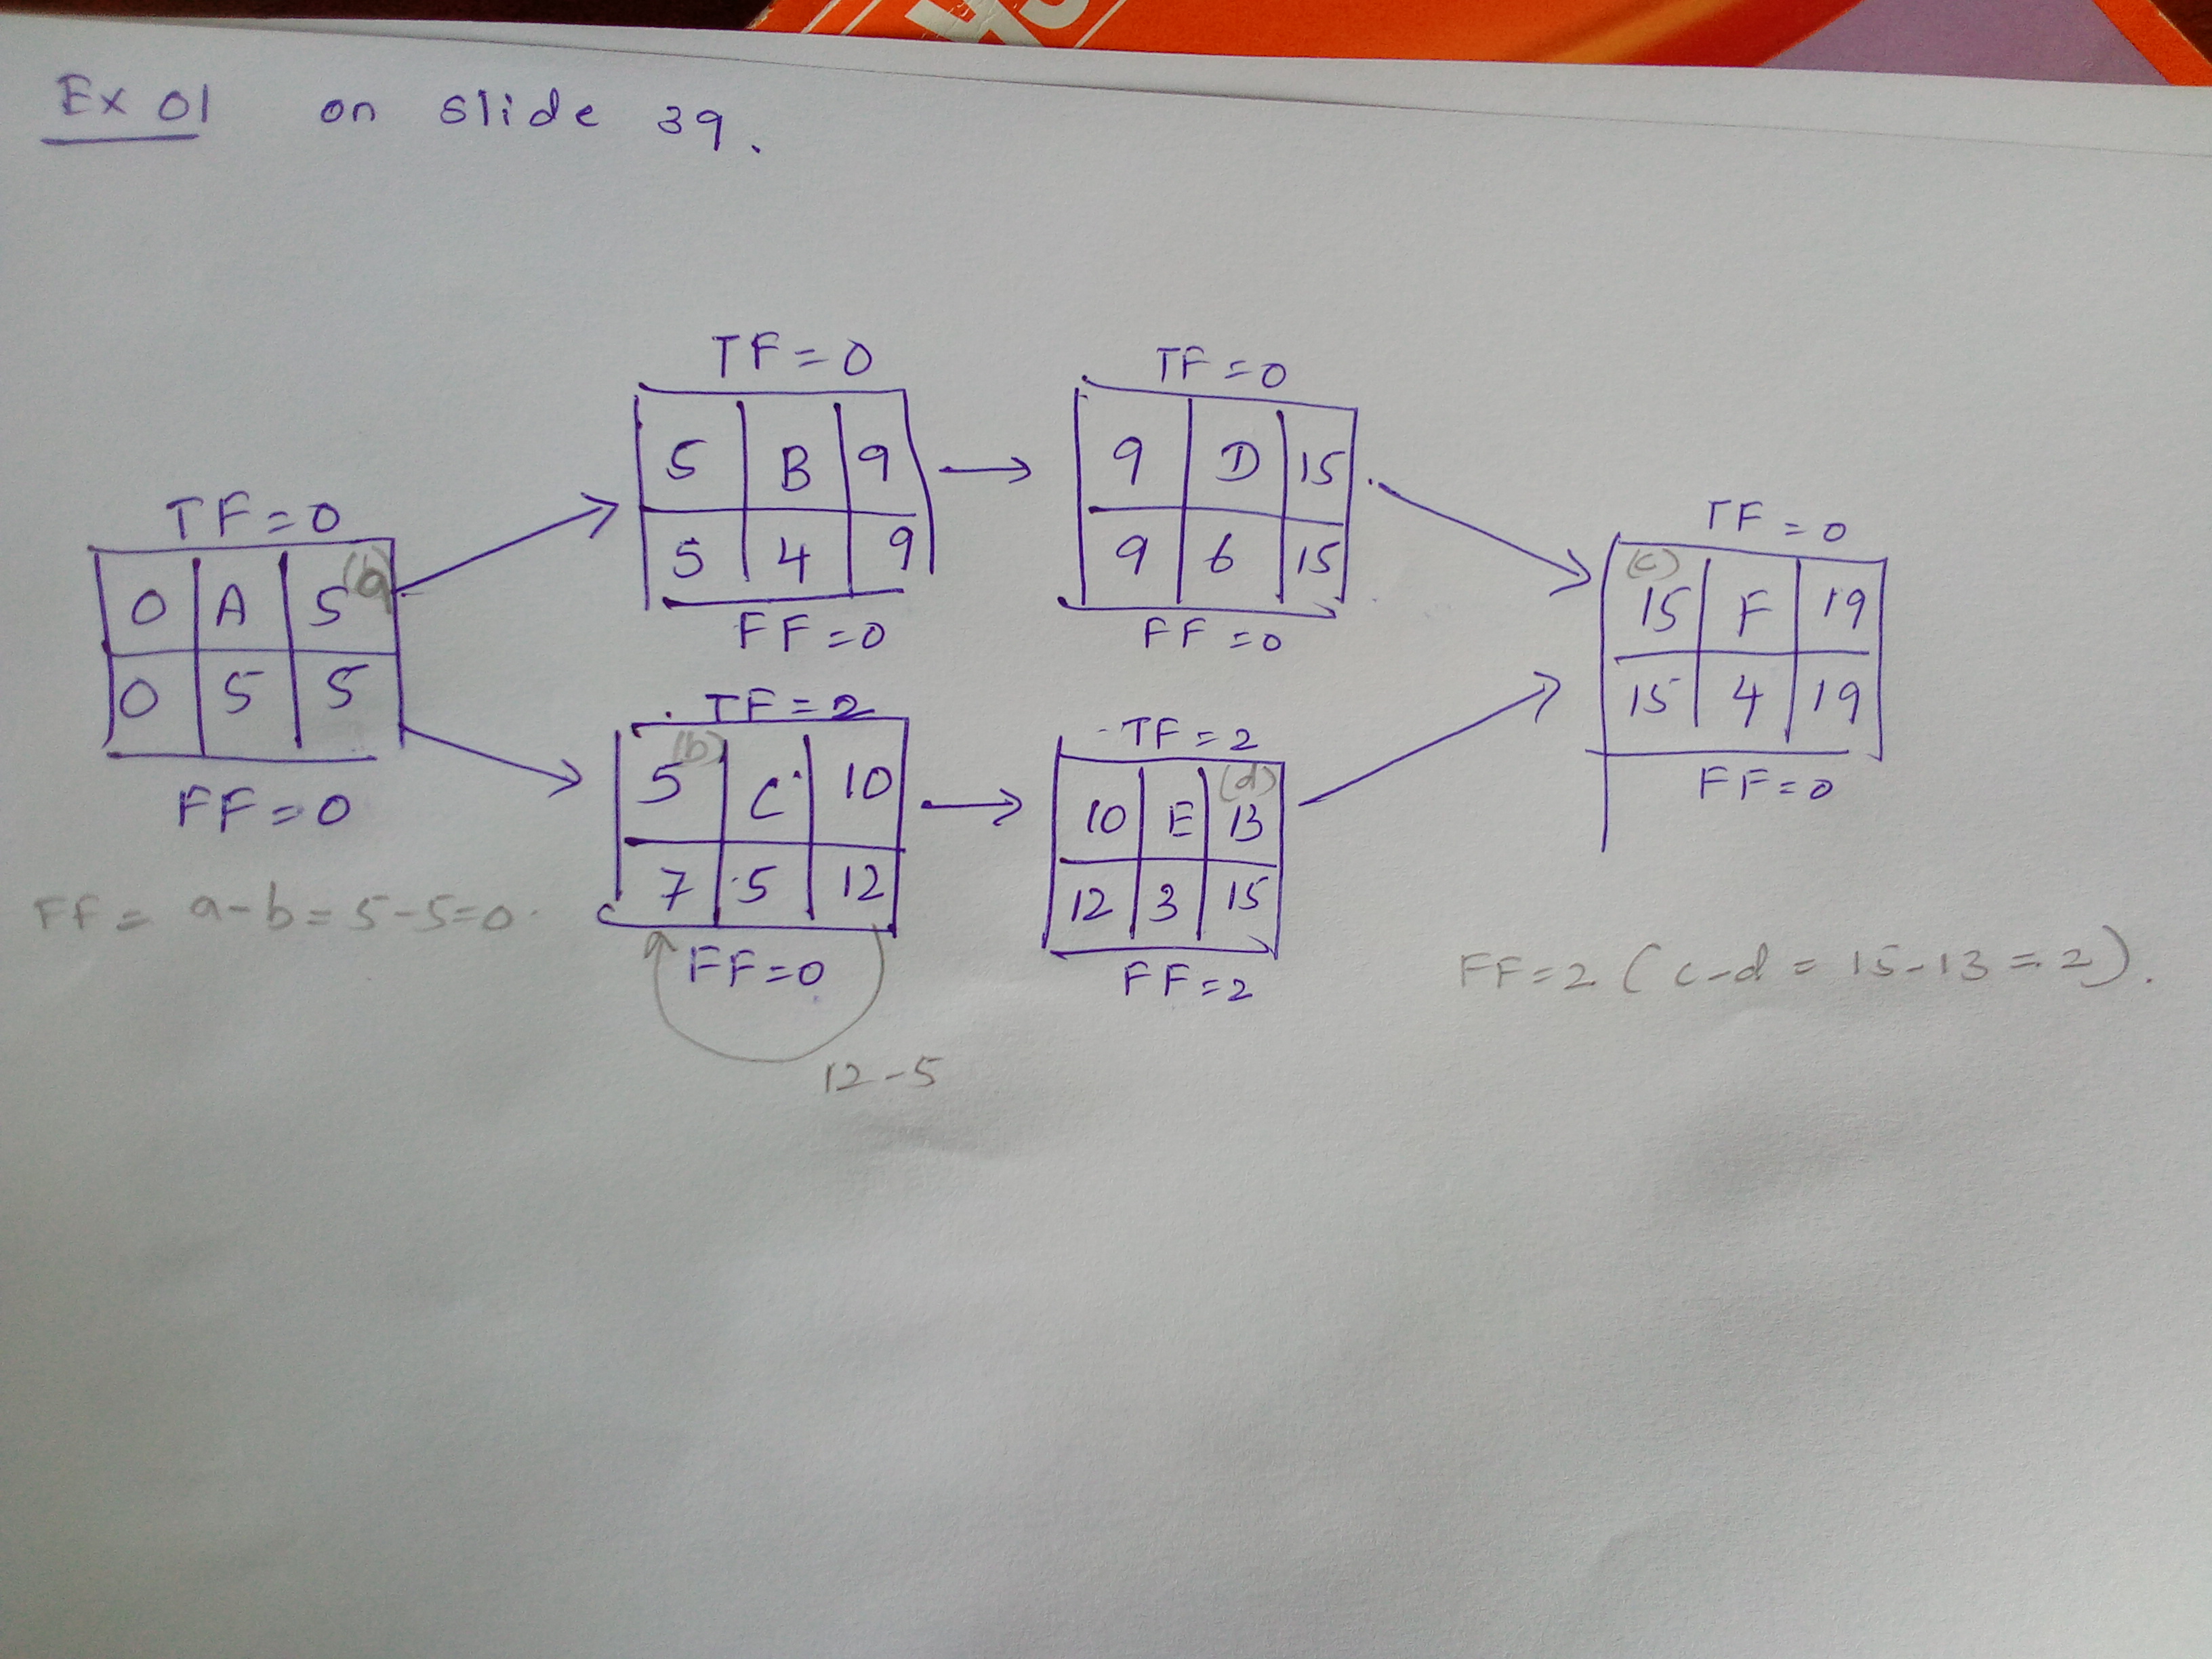 Ex 01 on slide 39.
TF=0
0 A 5 (a)
0 5 5
FF=0
FF= a-b=5-5=0.
TF=0
5 B 9
5 4 9
FF=0
TF=0
9 D 15
9 6 15
FF=0
TF=2
5 (b) C 10
7 5 12
FF=0
12-5
TF=2
10 E 13 (d)
12 3 15
FF=2
TF=0
(c)
15 F 19
15 4 19
FF=0
FF=2 (c-d = 15-13=2).